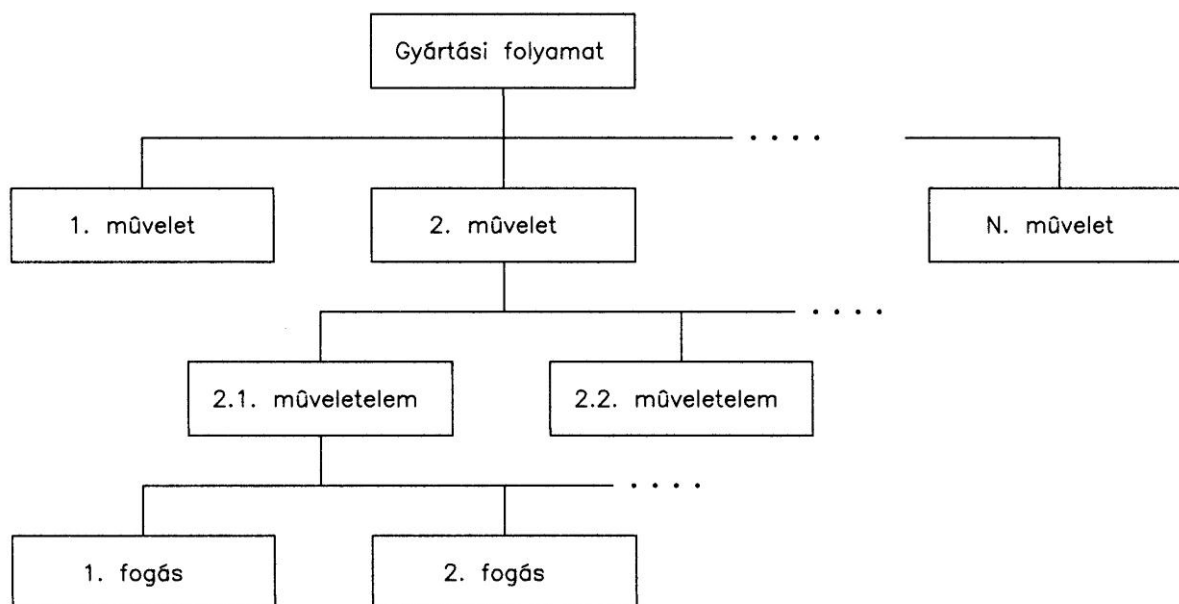 Gyártási folyamat
. . . .
1. mûvelet
2. mûvelet
N. mûvelet
. . . .
2.1. mûveletelem
2.2. mûveletelem
. . . .
1. fogás
2. fogás